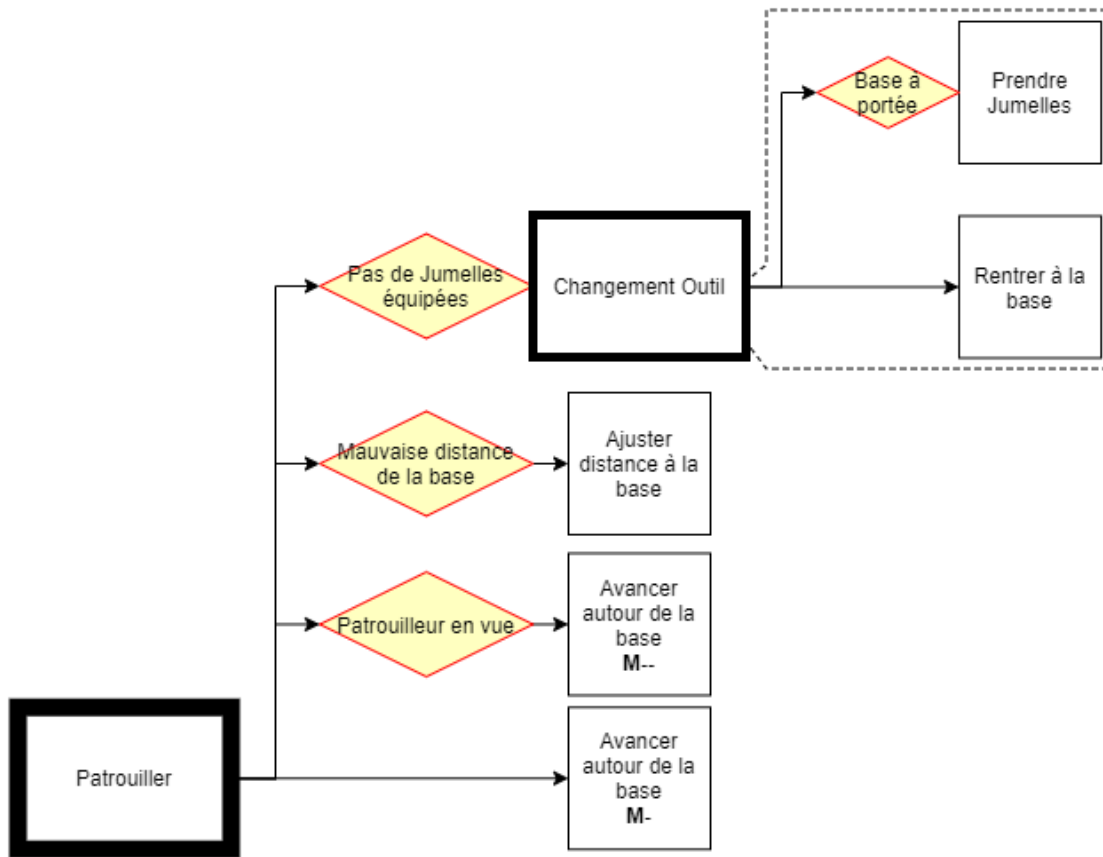 Base à
portée
Prendre
Jumelles
Pas de Jumelles
équipées
Changement Outil
Rentrer à la
base
Mauvaise distance
de la base
Ajuster
distance à la
base
Patrouilleur en vue
Avancer
autour de la
base
M--
Patrouiller
Avancer
autour de la
base
M-